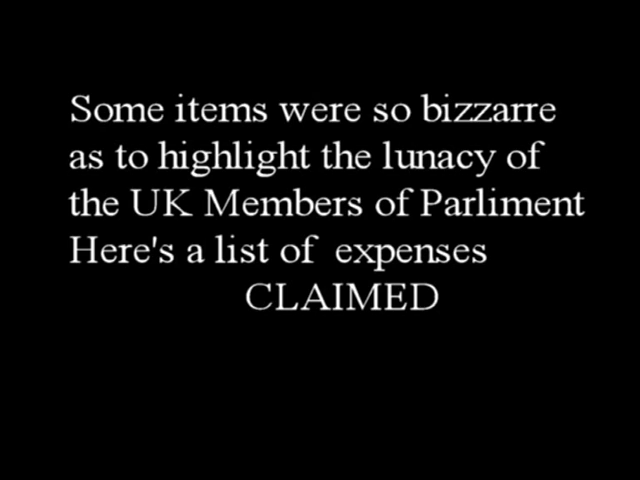 Some items were so bizzarre
as to highlight the lunacy of
the UK Members of Parliment
Here's a list of  expenses
CLAIMED